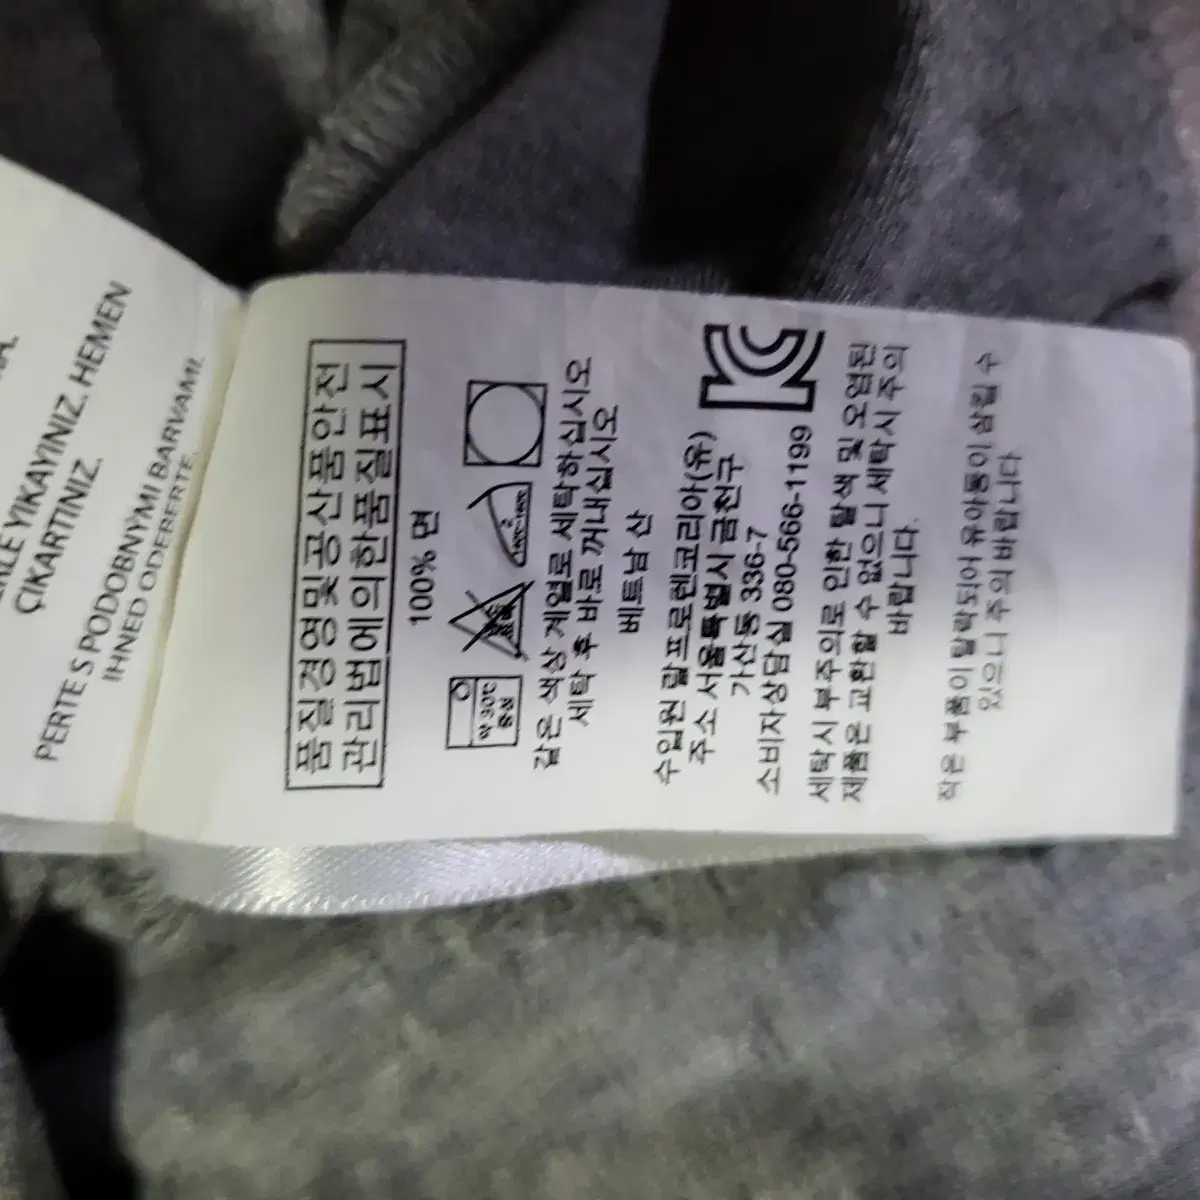 YIKAYINIZ. HEMEN
ÇIKARTINIZ.
PERTE S PODOBNYMI BARVAMI.
IHNED ODEBERTE.
품질경영및공산품안전
관리법에의한품질표시
100% 면
약 30℃
중성
같은 색상 계열로 세탁하십시오
세탁 후 바로 꺼내십시오
베트남 산
수입원 랄프로렌코리아(유)
주소 서울특별시 금천구
가산동 336-7
소비자상담실 080-566-1199
세탁시 부주의로 인한 탈색 및 오염된
제품은 교환할 수 없으니 세탁시 주의
바랍니다.
작은 부품이 탈락되어 유아동이 삼킬 수
있으니 주의 바랍니다.